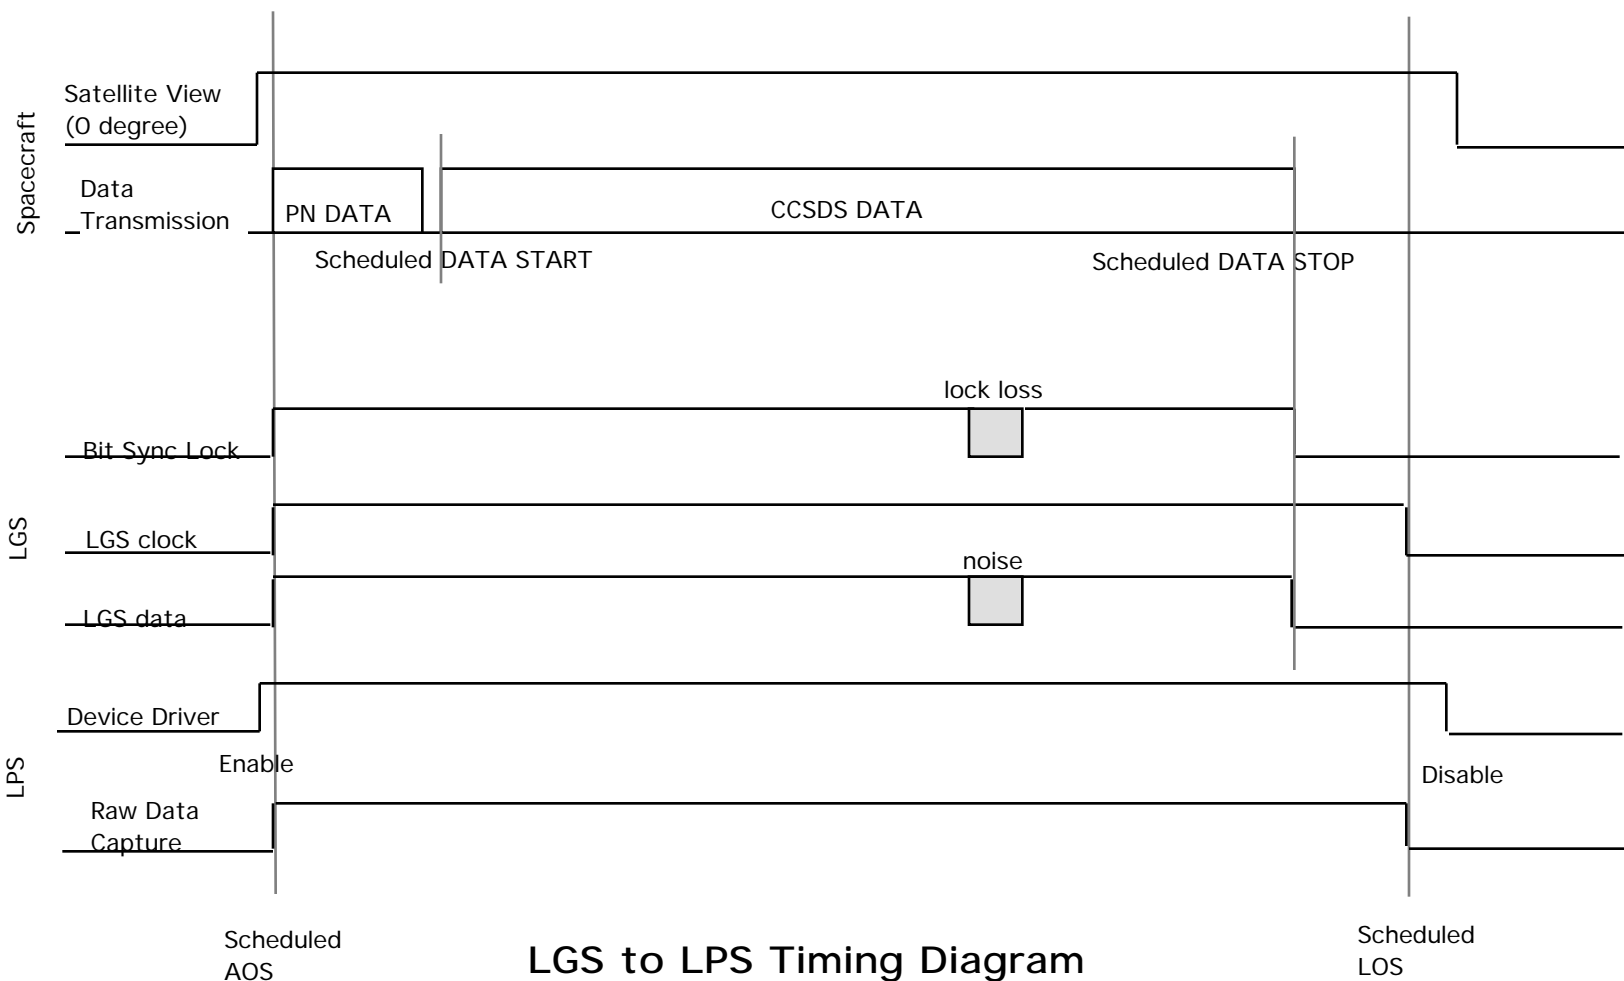 Spacecraft
Satellite View
(0 degree)
Data
Transmission
PN DATA
CCSDS DATA
Scheduled DATA START
Scheduled DATA STOP
lock loss
Bit Sync Lock
LGS
LGS clock
noise
LGS data
Device Driver
LPS
Enable
Disable
Raw Data
Capture
Scheduled
AOS
LGS to LPS Timing Diagram
Scheduled
LOS